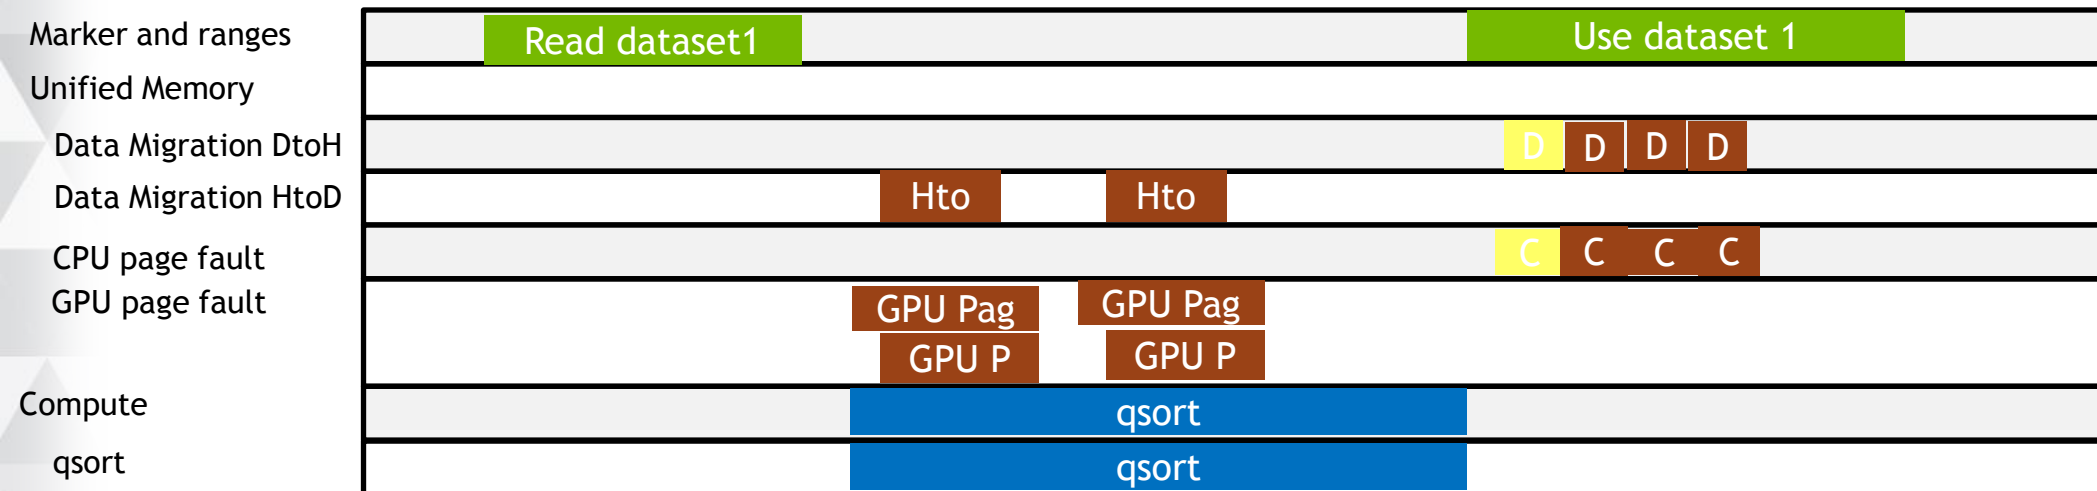 Marker and ranges
Read dataset1
Use dataset 1
Unified Memory
Data Migration DtoH
D D D D
Data Migration HtoD
Hto Hto
CPU page fault
C C C C
GPU page fault
GPU Pag GPU Pag
GPU P GPU P
Compute
qsort
qsort
qsort